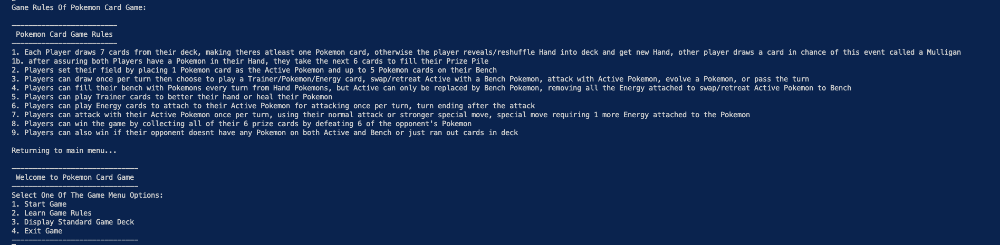 Gane Rules Of Pokemon Card Game:
-------------------------
Pokemon Card Game Rules
-------------------------
1. Each Player draws 7 cards from their deck, making theres atleast one Pokemon card, otherwise the player reveals/reshuffle Hand into deck and get new Hand, other player draws a card in chance of this event called a Mulligan
1b. after assuring both Players have a Pokemon in their Hand, they take the next 6 cards to fill their Prize Pile
2. Players set their field by placing 1 Pokemon card as the Active Pokemon and up to 5 Pokemon cards on their Bench
3. Players can draw once per turn then choose to play a Trainer/Pokemon/Energy card, swap/retreat Active with a Bench Pokemon, attack with Active Pokemon, evolve a Pokemon, or pass the turn
4. Players can fill their bench with Pokemons every turn from Hand Pokemons, but Active can only be replaced by Bench Pokemon, removing all the Energy attached to swap/retreat Active Pokemon to Bench
5. Players can play Trainer cards to better their hand or heal their Pokemon
6. Players can play Energy cards to attach to their Active Pokemon for attacking once per turn, turn ending after the attack
7. Players can attack with their Active Pokemon once per turn, using their normal attack or stronger special move, special move requiring 1 more Energy attached to the Pokemon
8. Players can win the game by collecting all of their 6 prize cards by defeating 6 of the opponent's Pokemon
9. Players can also win if their opponent doesnt have any Pokemon on both Active and Bench or just ran out cards in deck
Returning to main menu...
------------------------------
Welcome to Pokemon Card Game
------------------------------
Select One Of The Game Menu Options:
1. Start Game
2. Learn Game Rules
3. Display Standard Game Deck
4. Exit Game
------------------------------